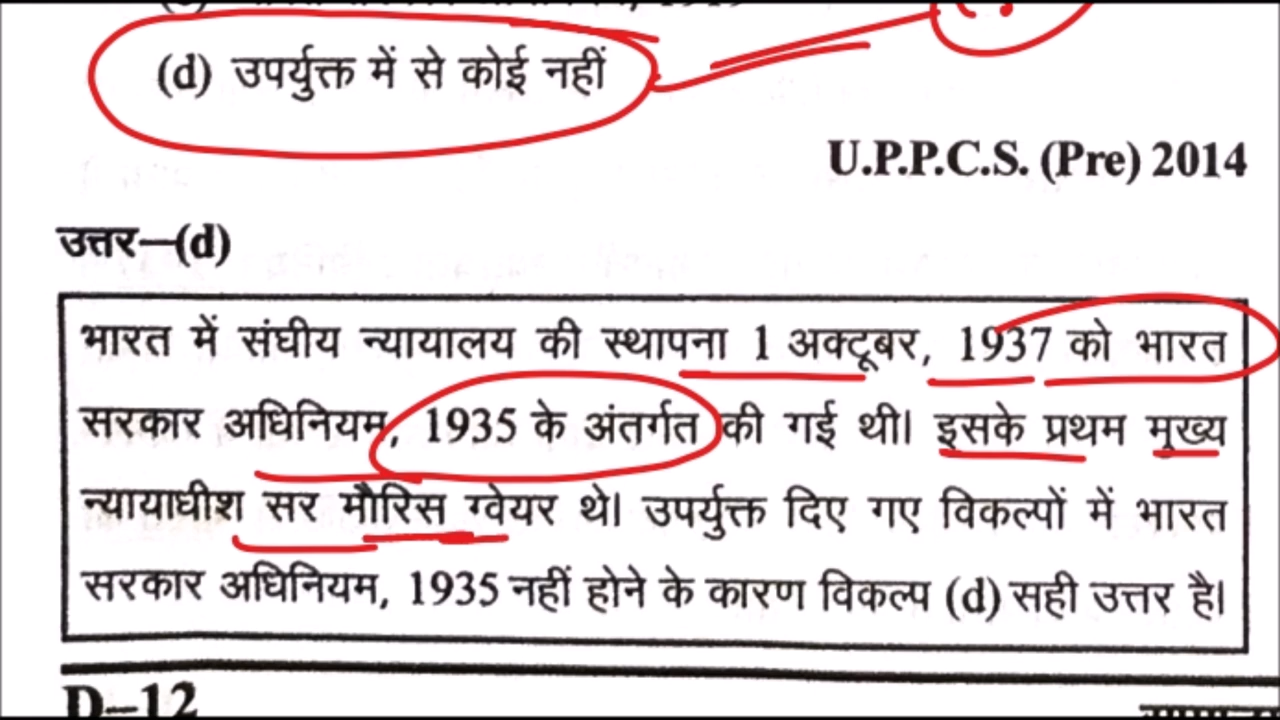 (d) उपर्युक्त में से कोई नहीं
U.P.P.C.S. (Pre) 2014
उत्तर—(d)
भारत में संघीय न्यायालय की स्थापना 1 अक्टूबर, 1937 को भारत
सरकार अधिनियम, 1935 के अंतर्गत की गई थी। इसके प्रथम मुख्य
न्यायाधीश सर मौरिस ग्वेयर थे। उपर्युक्त दिए गए विकल्पों में भारत
सरकार अधिनियम, 1935 नहीं होने के कारण विकल्प (d) सही उत्तर है।
D–12